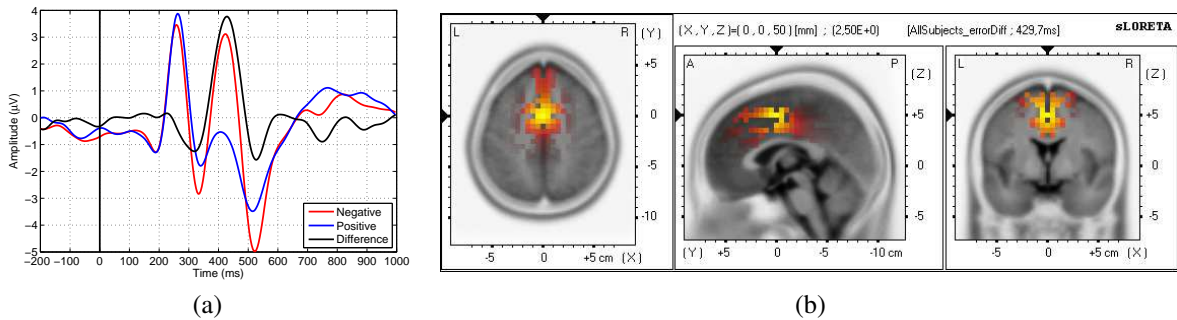 4
3
2
1
0
−1
−2
−3
−4
−5
Amplitude (µV)
−200 −100 0 100 200 300 400 500 600 700 800 900 1000
Time (ms)
Negative
Positive
Difference
(a)
(X,Y,Z)=(0,0,50)[mm] ; (2,50E+0) [AllSubjects_errorDiff ; 429,7ms] sLORETA
L R (Y)
+5
0
-5
-10
-5 0 +5 cm (X)
A P (Z)
+5
0
-5
(Y) +5 0 -5 -10 cm
L R (Z)
+5
0
-5
-5 0 +5 cm (X)
(b)